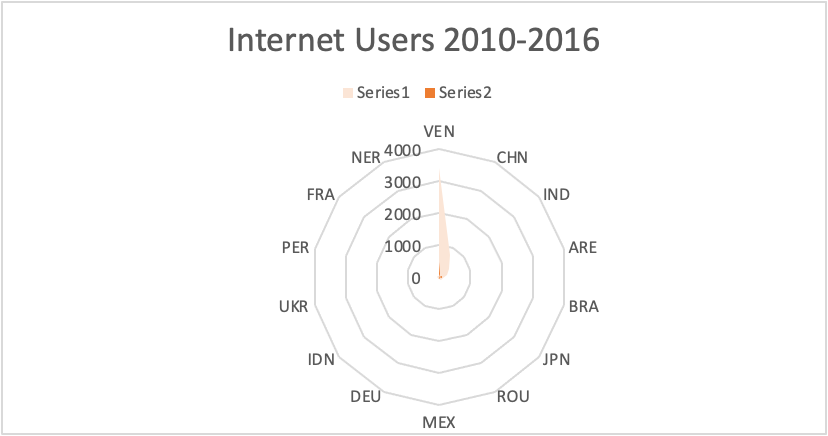 Internet Users 2010-2016
Series1 Series2
VEN
4000
NER CHN
3000
FRA IND
2000
PER 1000 ARE
0
UKR BRA
IDN JPN
DEU ROU
MEX